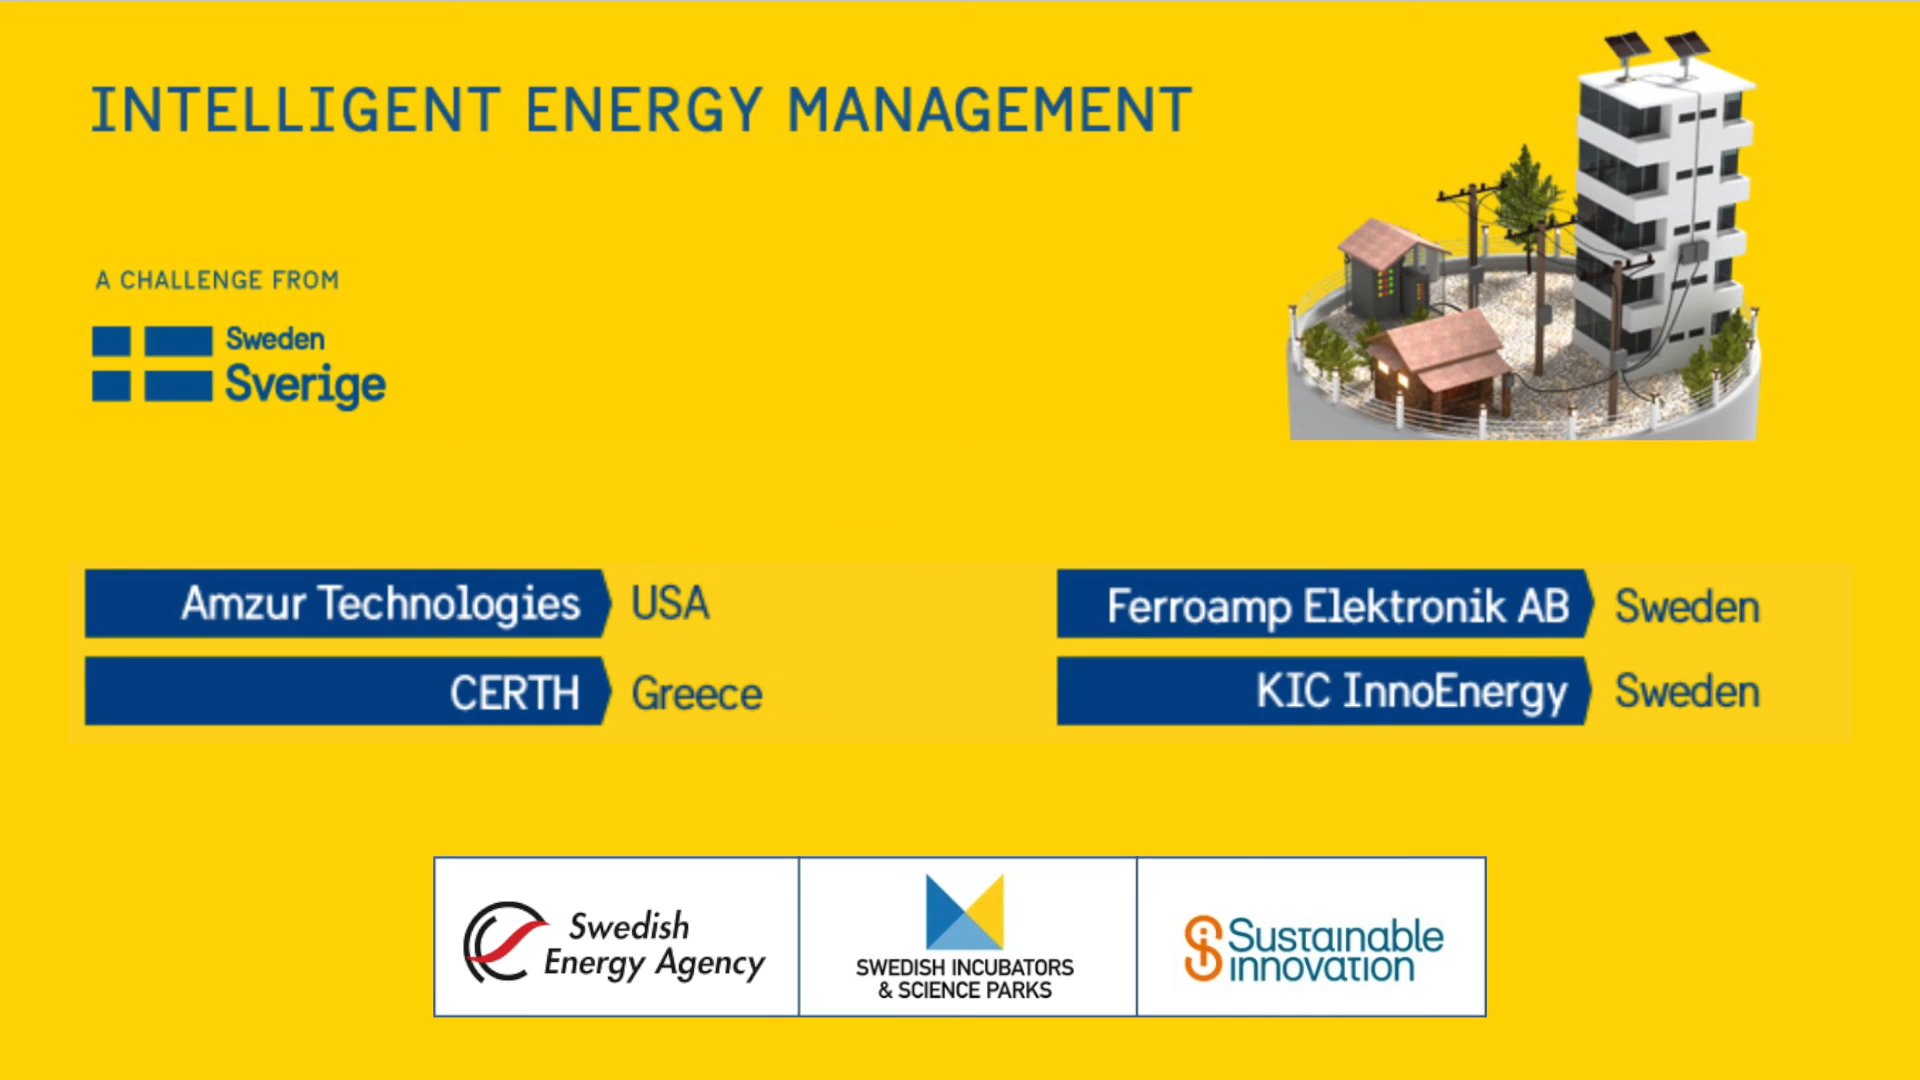 INTELLIGENT ENERGY MANAGEMENT
A CHALLENGE FROM
Sweden
Sverige
Amzur Technologies USA
Ferroamp Elektronik AB Sweden
CERTH Greece
KIC InnoEnergy Sweden
Swedish
Energy Agency
SWEDISH INCUBATORS
& SCIENCE PARKS
Sustainable
innovation